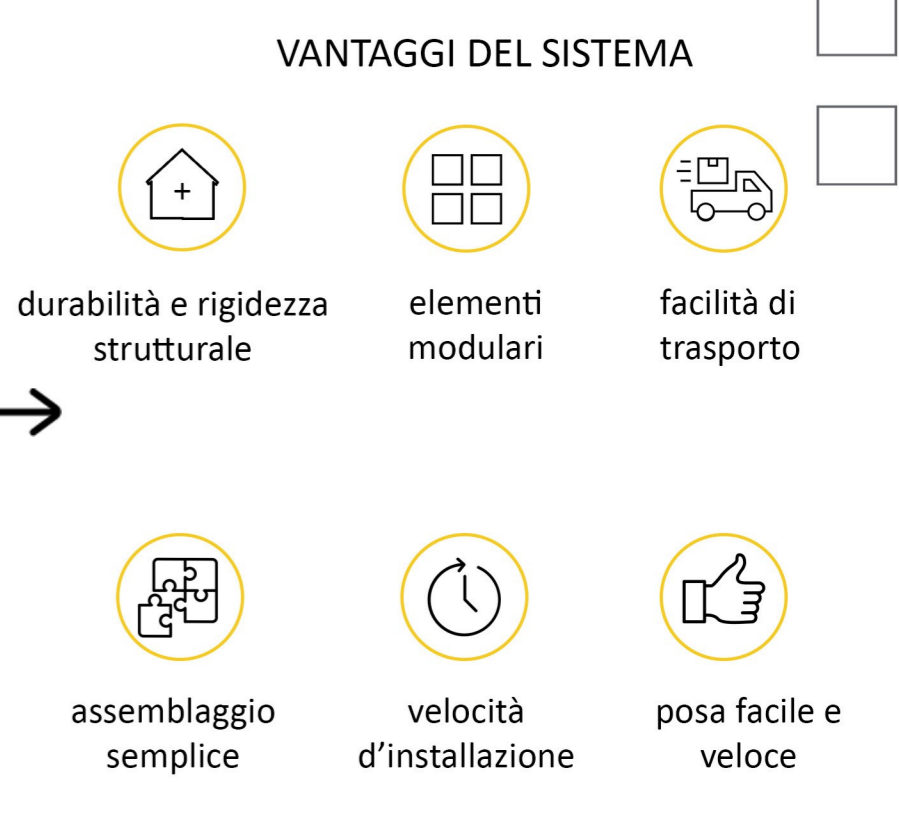 VANTAGGI DEL SISTEMA
durabilità e rigidezza
strutturale
elementi
modulari
facilità di
trasporto
assemblaggio
semplice
velocità
d’installazione
posa facile e
veloce